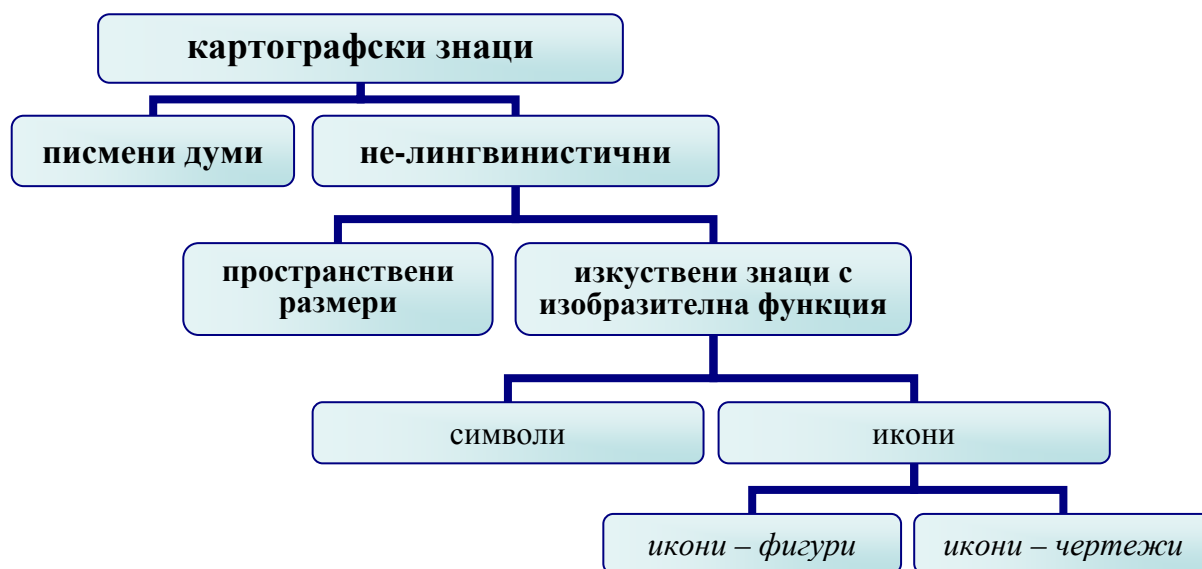 картографски знаци
писмени думи
не-лингвинистични
пространствени
размери
изкуствени знаци с
изобразителна функция
символи
икони
икони – фигури
икони – чертежи